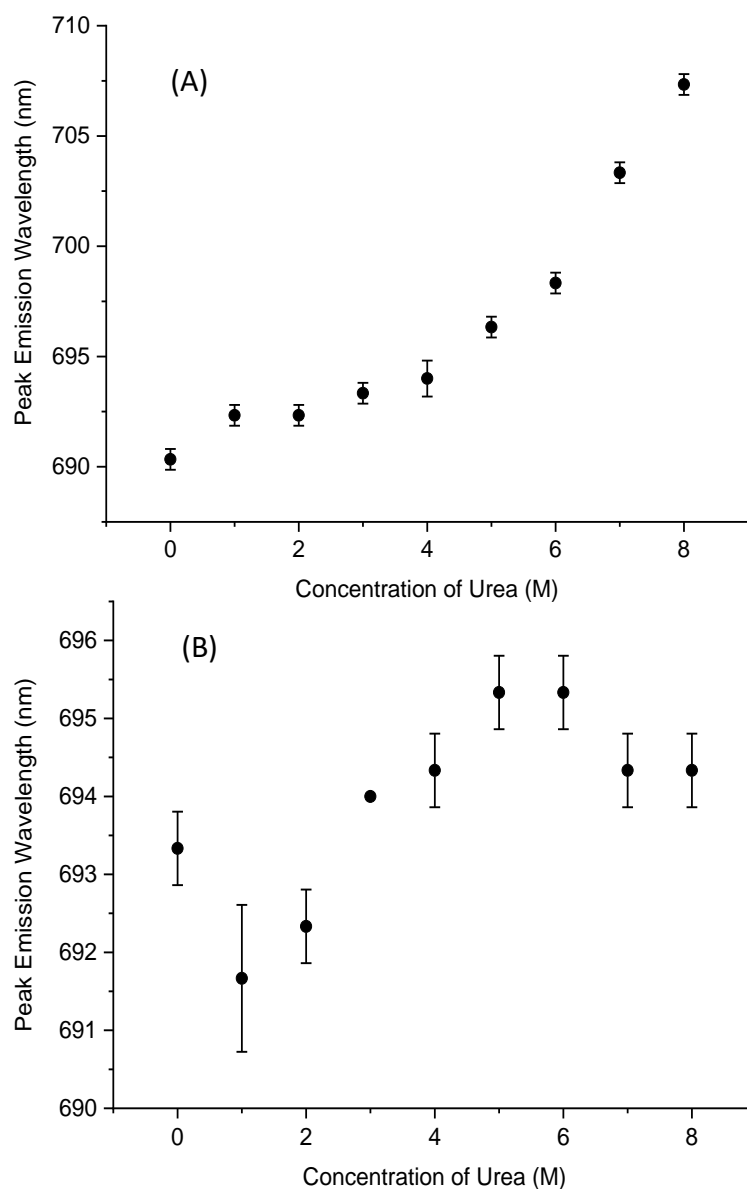 (A)
710
705
700
695
690
Peak Emission Wavelength (nm)
0 2 4 6 8
Concentration of Urea (M)
(B)
696
695
694
693
692
691
690
Peak Emission Wavelength (nm)
0 2 4 6 8
Concentration of Urea (M)